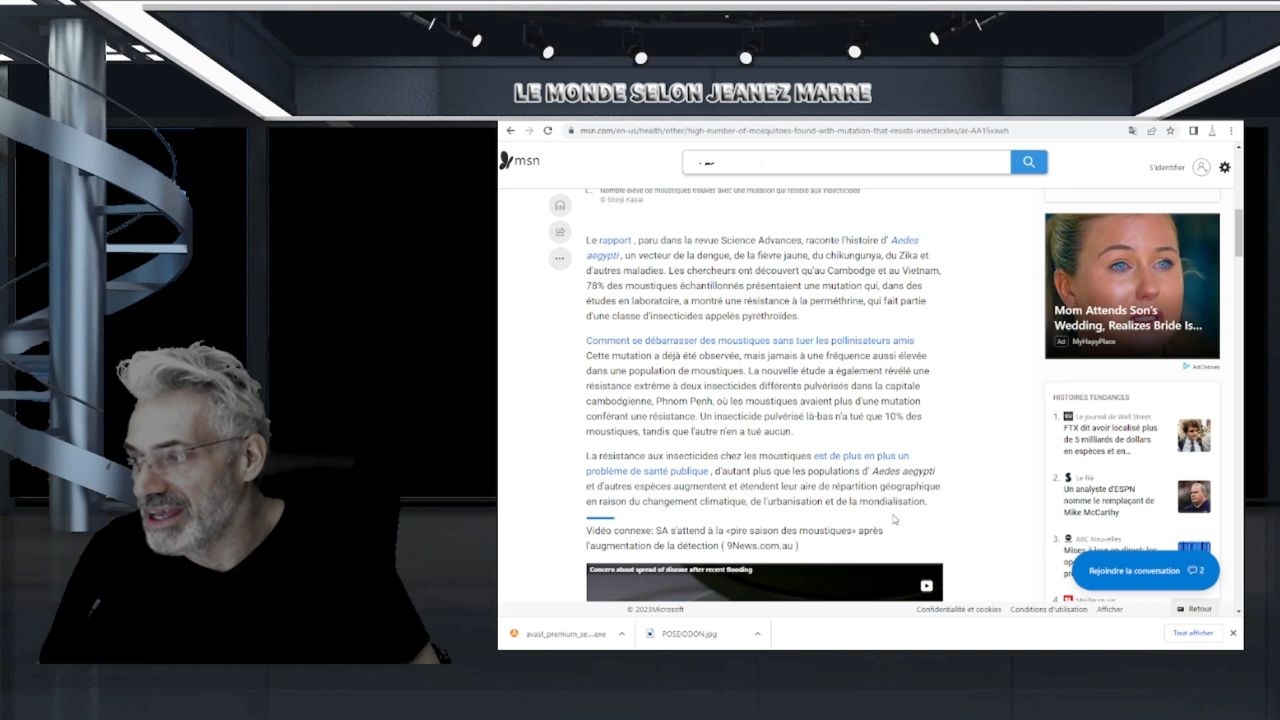 LE MONDE SELON JEANEZ MARRE
msn.com/en-us/health/other/high-number-of-mosquitoes-found-with-mutation-that-resists-insecticides/ar-AA15xawh
msn
S'identifier
Nombre élevé de moustiques trouvés avec une mutation qui résiste aux insecticides
© Shinji Kasai
Le rapport , paru dans la revue Science Advances, raconte l'histoire d' Aedes
aegypti , un vecteur de la dengue, de la fièvre jaune, du chikungunya, du Zika et
d'autres maladies. Les chercheurs ont découvert qu'au Cambodge et au Vietnam,
78% des moustiques échantillonnés présentaient une mutation qui, dans des
études en laboratoire, a montré une résistance à la perméthrine, qui fait partie
d'une classe d'insecticides appelés pyréthroïdes.
Comment se débarrasser des moustiques sans tuer les pollinisateurs amis
Cette mutation a déjà été observée, mais jamais à une fréquence aussi élevée
dans une population de moustiques. La nouvelle étude a également révélé une
résistance extrême à deux insecticides différents pulvérisés dans la capitale
cambodgienne, Phnom Penh, où les moustiques avaient plus d'une mutation
conférant une résistance. Un insecticide pulvérisé là-bas n'a tué que 10% des
moustiques, tandis que l'autre n'en a tué aucun.
La résistance aux insecticides chez les moustiques est de plus en plus un
problème de santé publique , d'autant plus que les populations d' Aedes aegypti
et d'autres espèces augmentent et étendent leur aire de répartition géographique
en raison du changement climatique, de l'urbanisation et de la mondialisation.
Vidéo connexe: SA s'attend à la «pire saison des moustiques» après
l'augmentation de la détection ( 9News.com.au )
Concern about spread of disease after recent flooding
Mom Attends Son's
Wedding, Realizes Bride Is...
Ad MyHapyPlace
AdChoices
HISTOIRES TENDANCES
1. Le journal de Wall Street
FTX dit avoir localisé plus
de 5 milliards de dollars
en espèces et en...
2. Le filé
Un analyste d'ESPN
nomme le remplaçant de
Mike McCarthy
3. ABC Nouvelles
Rejoindre la conversation 2
4. Meilleure vie
© 2023Microsoft
Confidentialité et cookies Conditions d'utilisation Afficher
Retour
avast_premium_se....exe
POSEIDON.jpg
Tout afficher